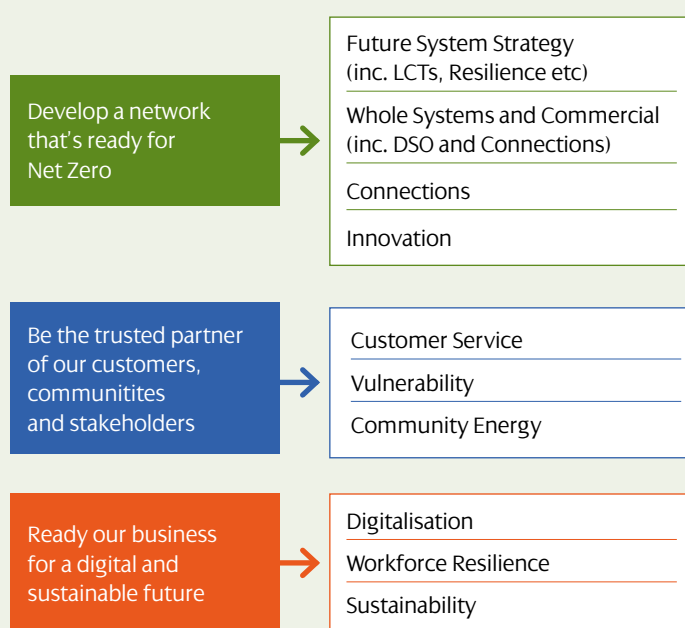 Develop a network
that's ready for
Net Zero
Future System Strategy
(inc. LCTs, Resilience etc)
Whole Systems and Commercial
(inc. DSO and Connections)
Connections
Innovation
Be the trusted partner
of our customers,
communitites
and stakeholders
Customer Service
Vulnerability
Community Energy
Ready our business
for a digital and
sustainable future
Digitalisation
Workforce Resilience
Sustainability